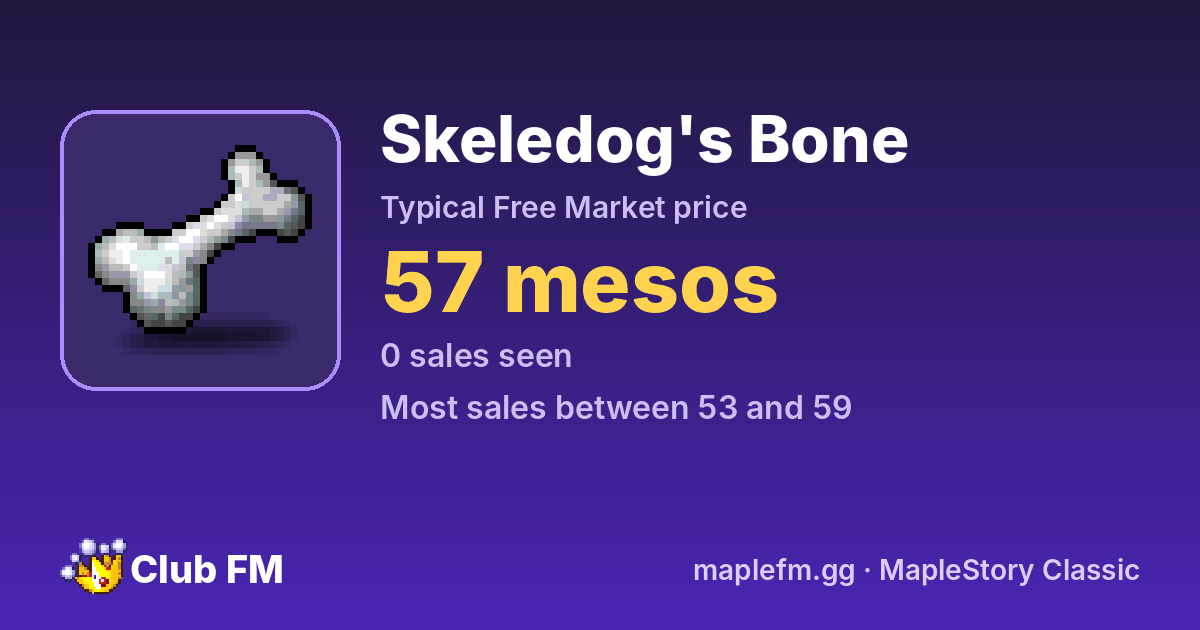 Skeledog's Bone
Typical Free Market price
57 mesos
0 sales seen
Most sales between 53 and 59
Club FM
maplefm.gg · MapleStory Classic